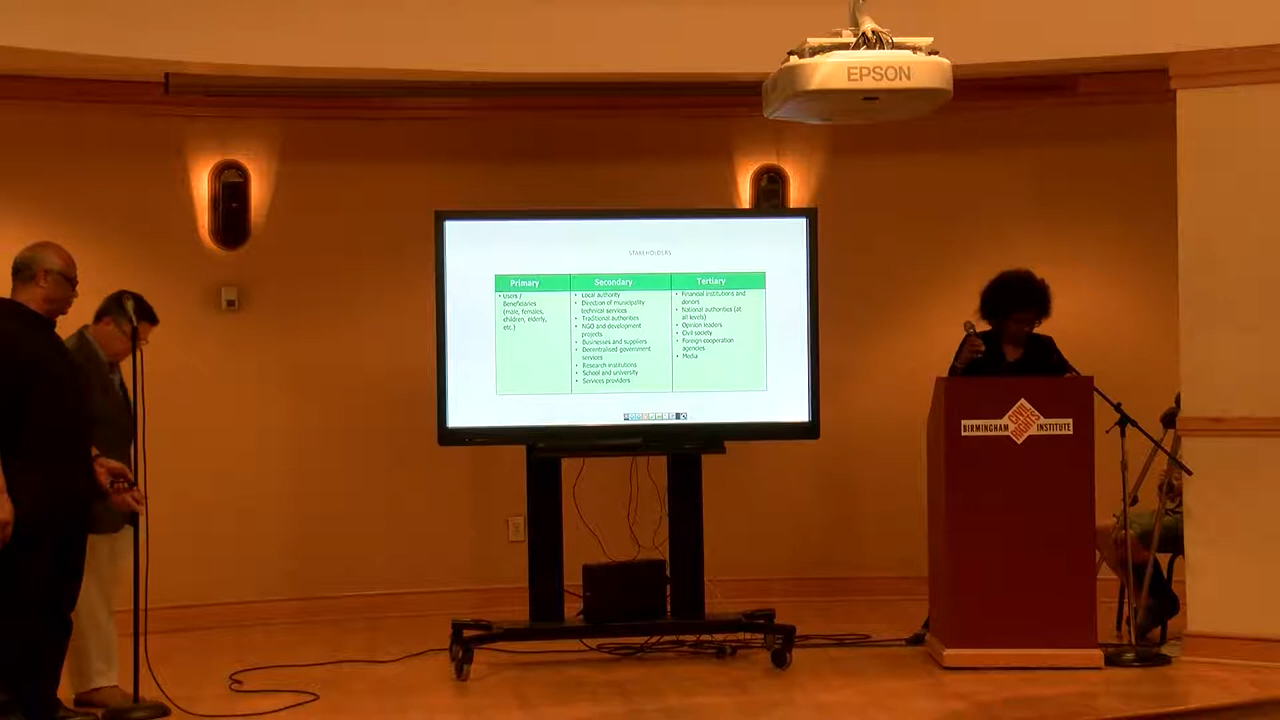 EPSON
STAKEHOLDERS
Primary
Secondary
Tertiary
• Users /
Beneficiaries
(male, females,
children, elderly,
etc.)
• Local authority
• Direction of municipality
technical services
• Traditional authorities
• NGO and development
projects
• Businesses and suppliers
• Decentralised government
services
• Research institutions
• School and university
• Services providers
• Financial institutions and
donors
• National authorities (at
all levels)
• Opinion leaders
• Civil society
• Foreign cooperation
agencies
• Media
BIRMINGHAM CIVIL RIGHTS INSTITUTE